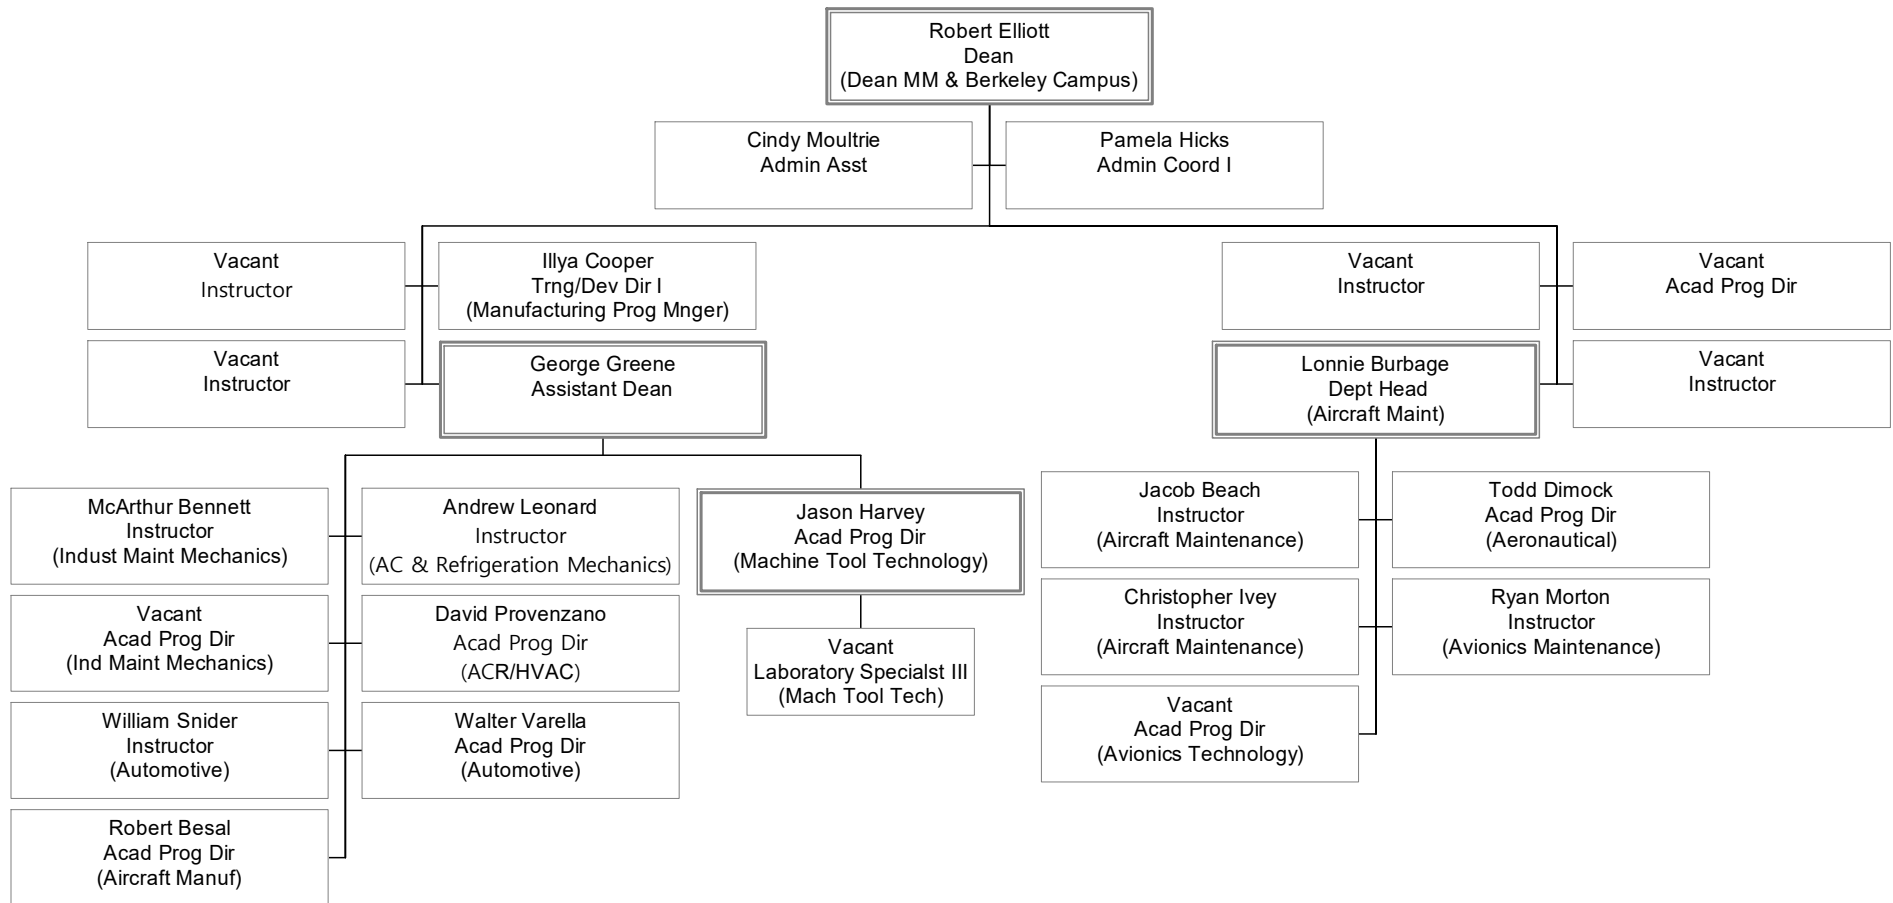 Robert Elliott
Dean
(Dean MM & Berkeley Campus)
Cindy Moultrie
Admin Asst
Pamela Hicks
Admin Coord I
Vacant
Instructor
Illya Cooper
Trng/Dev Dir I
(Manufacturing Prog Mnger)
Vacant
Instructor
Vacant
Acad Prog Dir
Vacant
Instructor
George Greene
Assistant Dean
Lonnie Burbage
Dept Head
(Aircraft Maint)
Vacant
Instructor
McArthur Bennett
Instructor
(Indust Maint Mechanics)
Andrew Leonard
Instructor
(AC & Refrigeration Mechanics)
Jason Harvey
Acad Prog Dir
(Machine Tool Technology)
Jacob Beach
Instructor
(Aircraft Maintenance)
Todd Dimock
Acad Prog Dir
(Aeronautical)
Vacant
Acad Prog Dir
(Ind Maint Mechanics)
David Provenzano
Acad Prog Dir
(ACR/HVAC)
Vacant
Laboratory Specialst III
(Mach Tool Tech)
Christopher Ivey
Instructor
(Aircraft Maintenance)
Ryan Morton
Instructor
(Avionics Maintenance)
William Snider
Instructor
(Automotive)
Walter Varella
Acad Prog Dir
(Automotive)
Vacant
Acad Prog Dir
(Avionics Technology)
Robert Besal
Acad Prog Dir
(Aircraft Manuf)